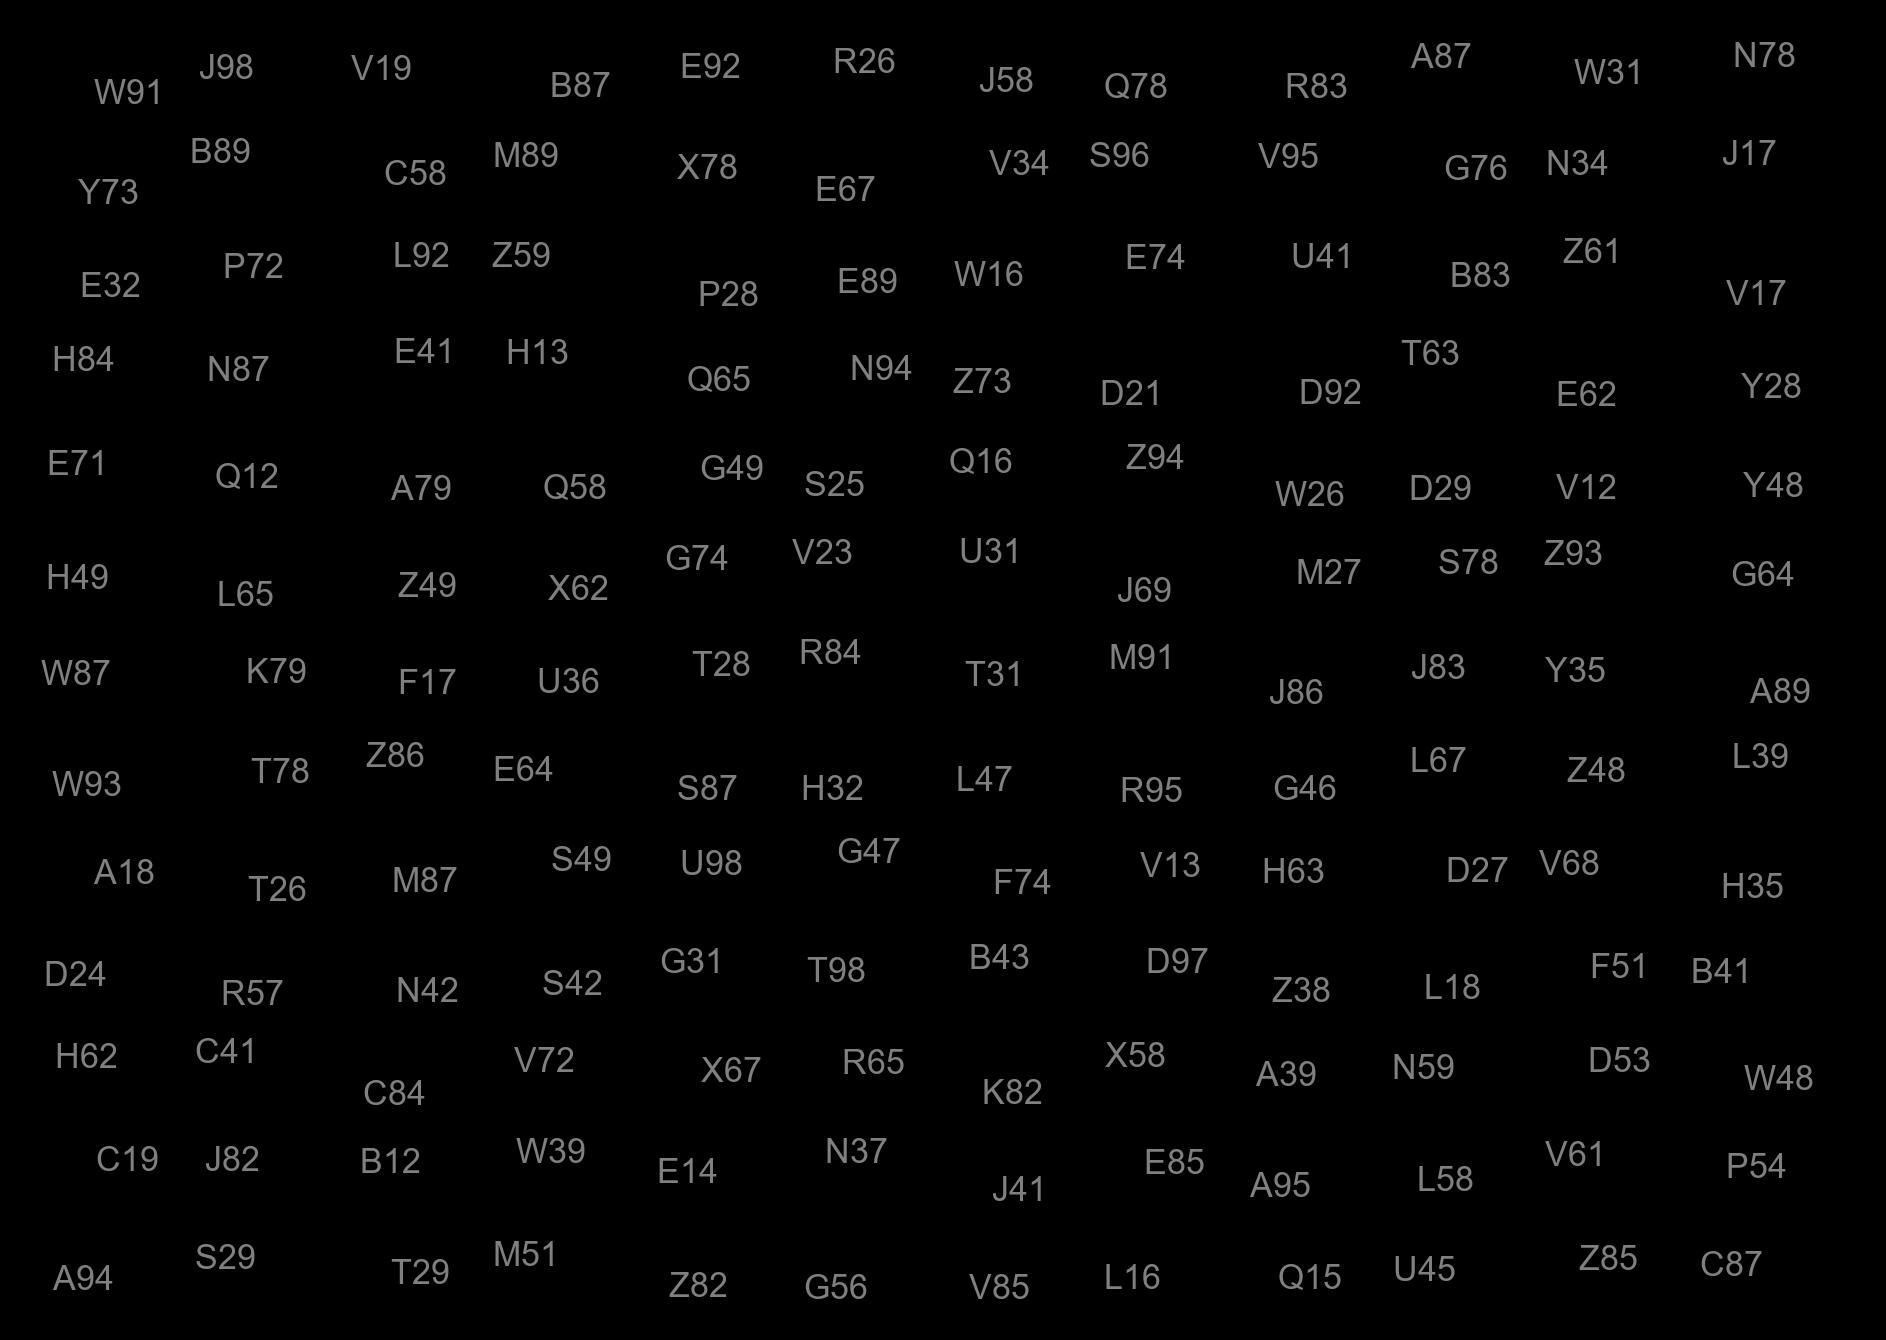 W91 J98 V19 B87 E92 R26 J58 Q78 R83 A87 W31 N78
Y73 B89 C58 M89 X78 E67 V34 S96 V95 G76 N34 J17
E32 P72 L92 Z59 P28 E89 W16 E74 U41 B83 Z61 V17
H84 N87 E41 H13 Q65 N94 Z73 D21 D92 T63 E62 Y28
E71 Q12 A79 Q58 G49 S25 Q16 Z94 W26 D29 V12 Y48
H49 L65 Z49 X62 G74 V23 U31 J69 M27 S78 Z93 G64
W87 K79 F17 U36 T28 R84 T31 M91 J86 J83 Y35 A89
W93 T78 Z86 E64 S87 H32 L47 R95 G46 L67 Z48 L39
A18 T26 M87 S49 U98 G47 F74 V13 H63 D27 V68 H35
D24 R57 N42 S42 G31 T98 B43 D97 Z38 L18 F51 B41
H62 C41 C84 V72 X67 R65 K82 X58 A39 N59 D53 W48
C19 J82 B12 W39 E14 N37 J41 E85 A95 L58 V61 P54
A94 S29 T29 M51 Z82 G56 V85 L16 Q15 U45 Z85 C87